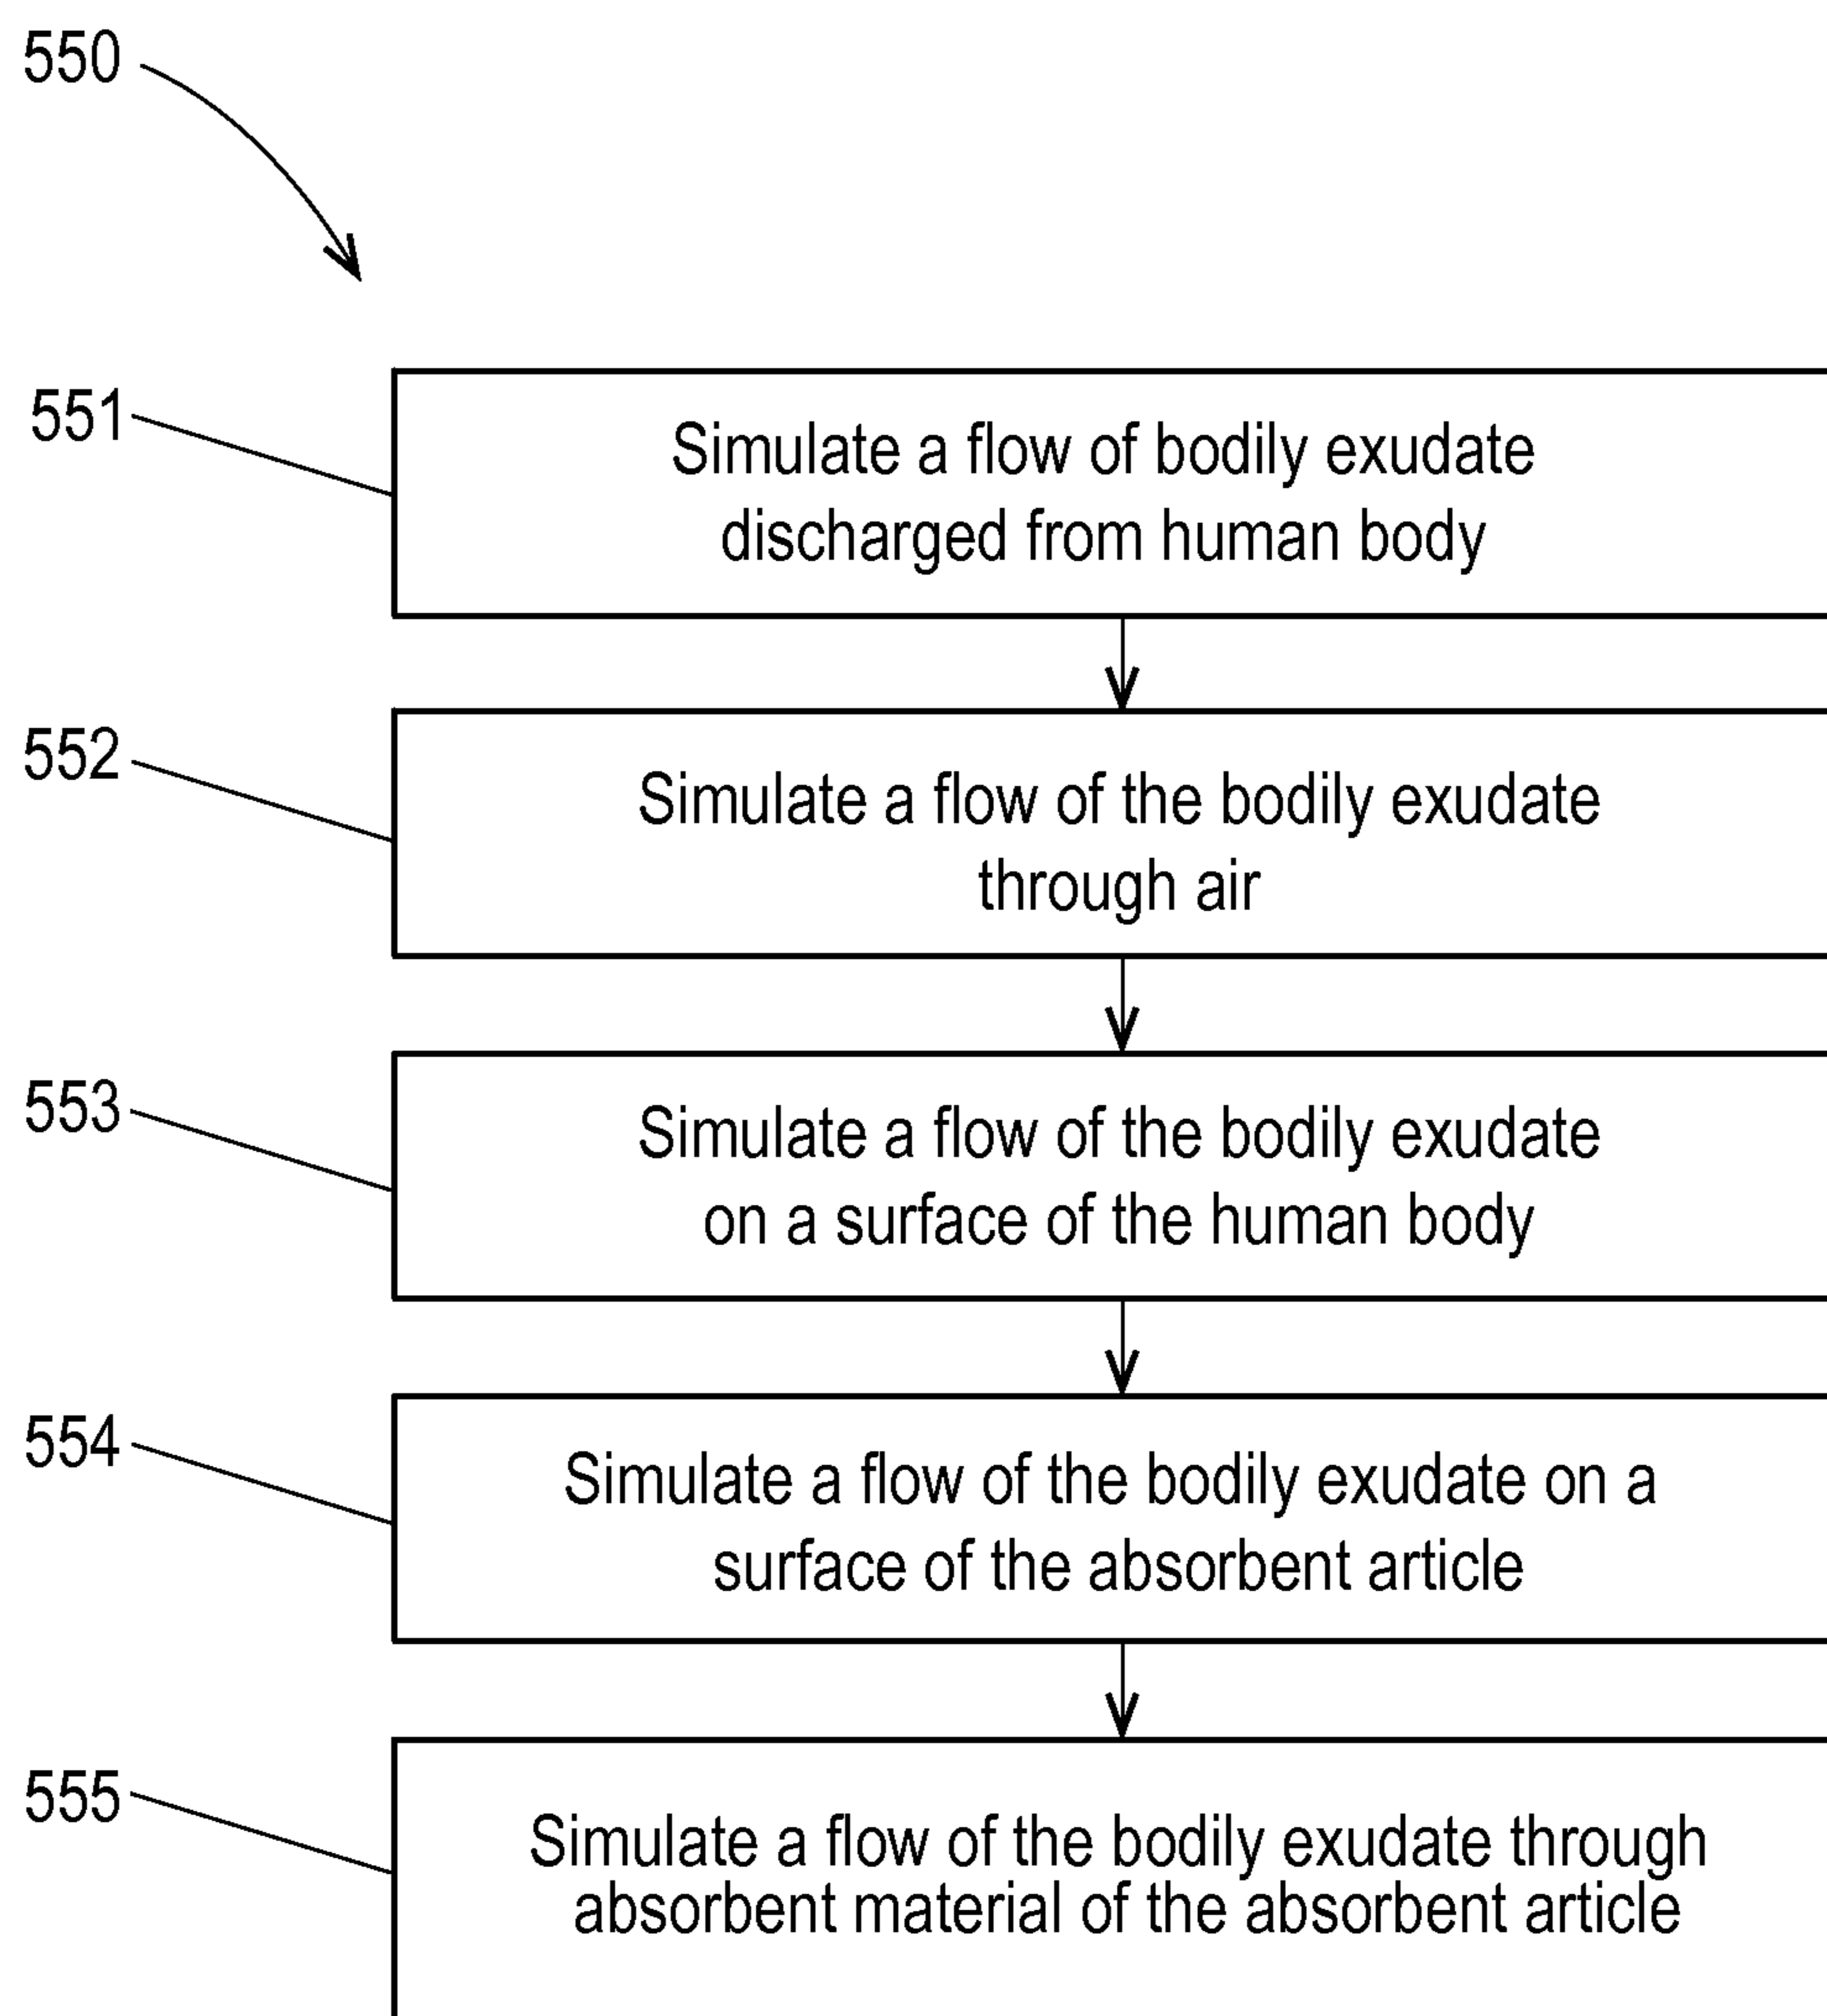 550
551
Simulate a flow of bodily exudate
discharged from human body
552
Simulate a flow of the bodily exudate
through air
553
Simulate a flow of the bodily exudate
on a surface of the human body
554
Simulate a flow of the bodily exudate on a
surface of the absorbent article
555
Simulate a flow of the bodily exudate through
absorbent material of the absorbent article